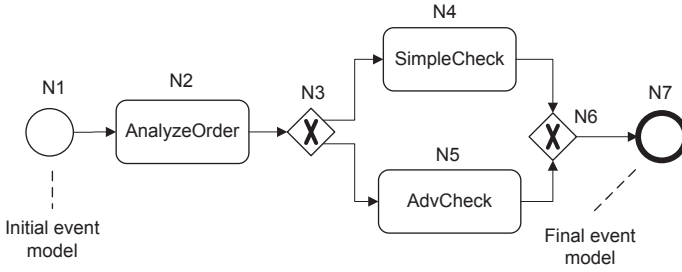 N4
SimpleCheck
N1
N2
N3
AnalyzeOrder
X
X
N6
N7
N5
AdvCheck
Initial event
model
Final event
model